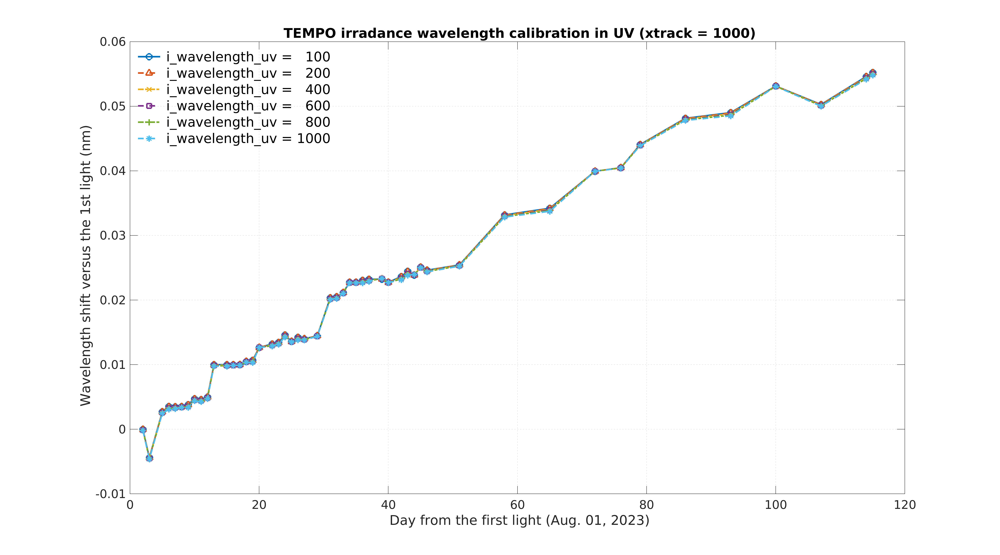 TEMPO irradance wavelength calibration in UV (xtrack = 1000)
0.06
0.05
0.04
0.03
0.02
0.01
0
-0.01
Wavelength shift versus the 1st light (nm)
i_wavelength_uv = 100
i_wavelength_uv = 200
i_wavelength_uv = 400
i_wavelength_uv = 600
i_wavelength_uv = 800
i_wavelength_uv = 1000
0 20 40 60 80 100 120
Day from the first light (Aug. 01, 2023)